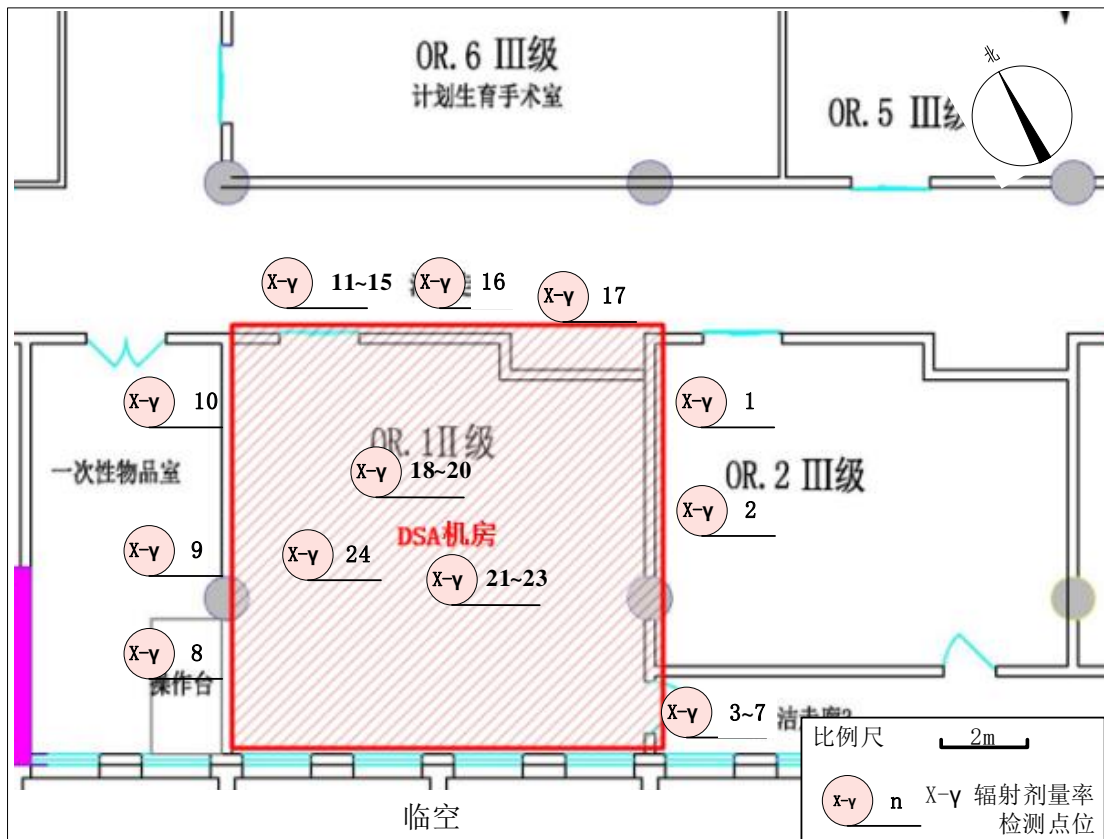 OR.6 Ⅲ级
计划生育手术室
北
OR.5 Ⅲ级
X-γ 11~15
X-γ 16
X-γ 17
X-γ 10
X-γ 1
OR.1Ⅱ级
一次性物品室
X-γ 18~20
OR.2 Ⅲ级
X-γ 2
DSA机房
X-γ 9
X-γ 24
X-γ 21~23
X-γ 8
操作台
X-γ 3~7
洁走廊2
比例尺 2m
X-γ n X-γ 辐射剂量率
检测点位
临空